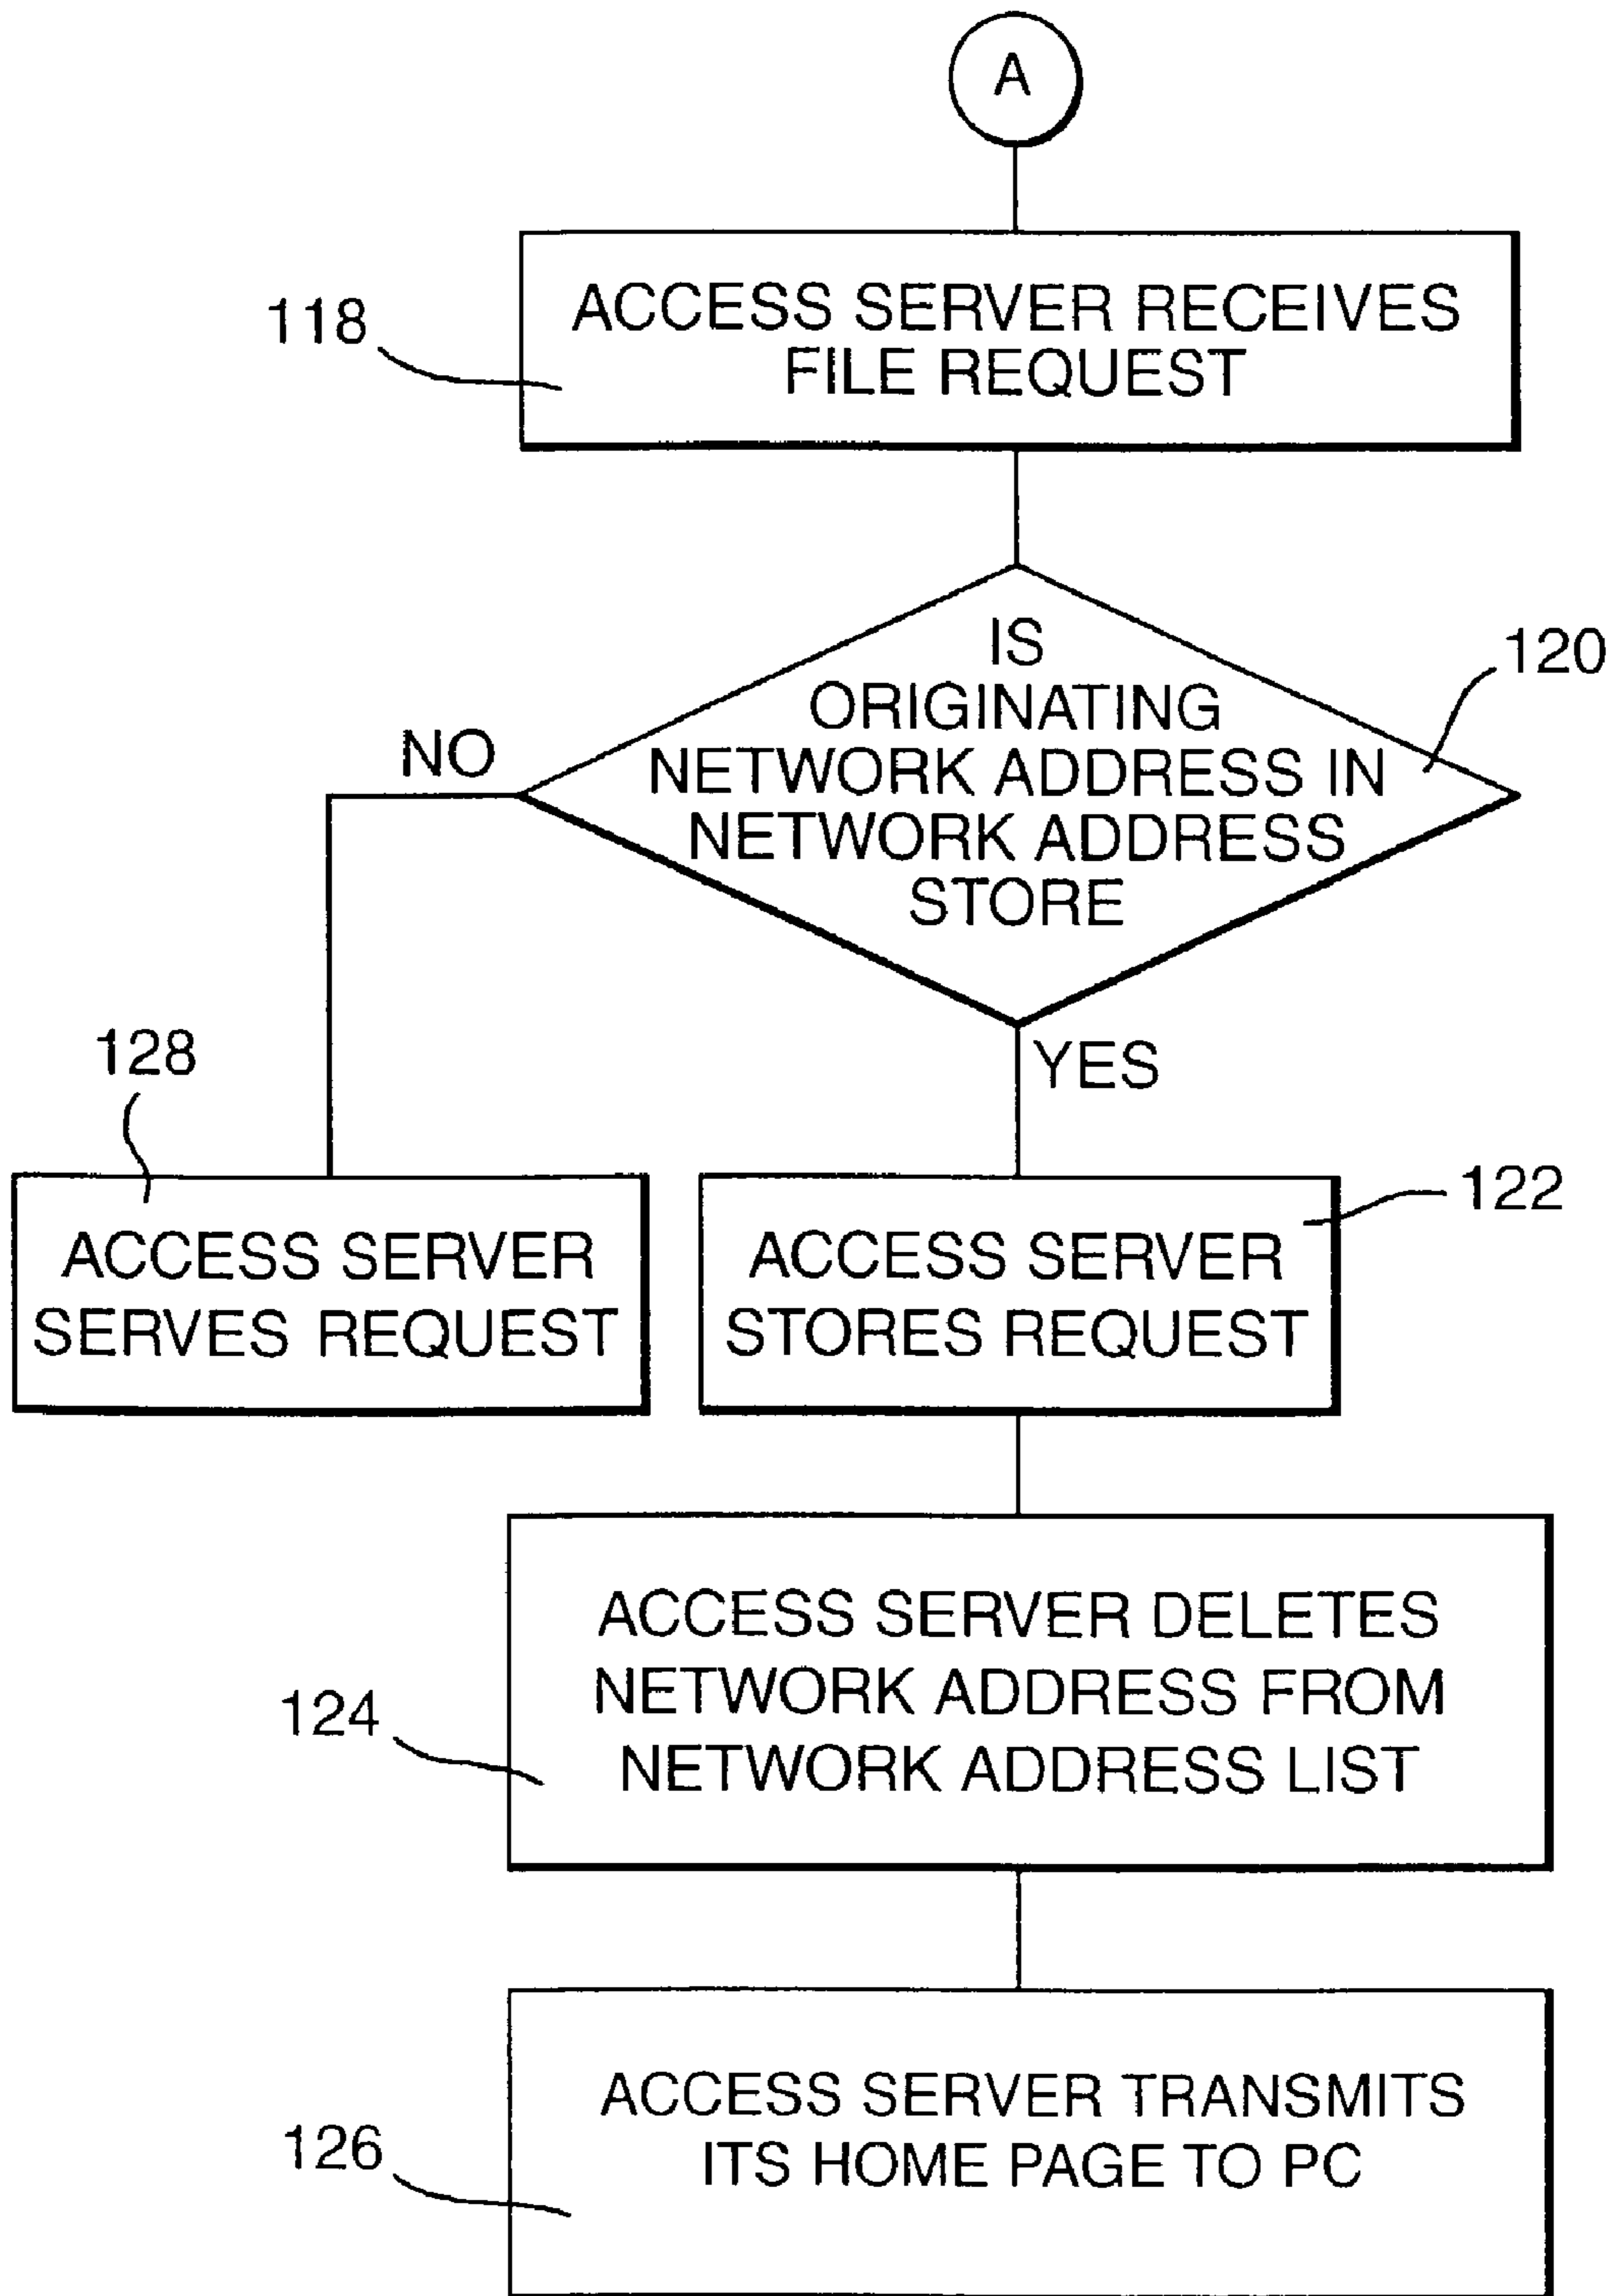 A
118
ACCESS SERVER RECEIVES
FILE REQUEST
120
IS
ORIGINATING
NETWORK ADDRESS IN
NETWORK ADDRESS
STORE
NO
YES
128
ACCESS SERVER
SERVES REQUEST
122
ACCESS SERVER
STORES REQUEST
124
ACCESS SERVER DELETES
NETWORK ADDRESS FROM
NETWORK ADDRESS LIST
126
ACCESS SERVER TRANSMITS
ITS HOME PAGE TO PC